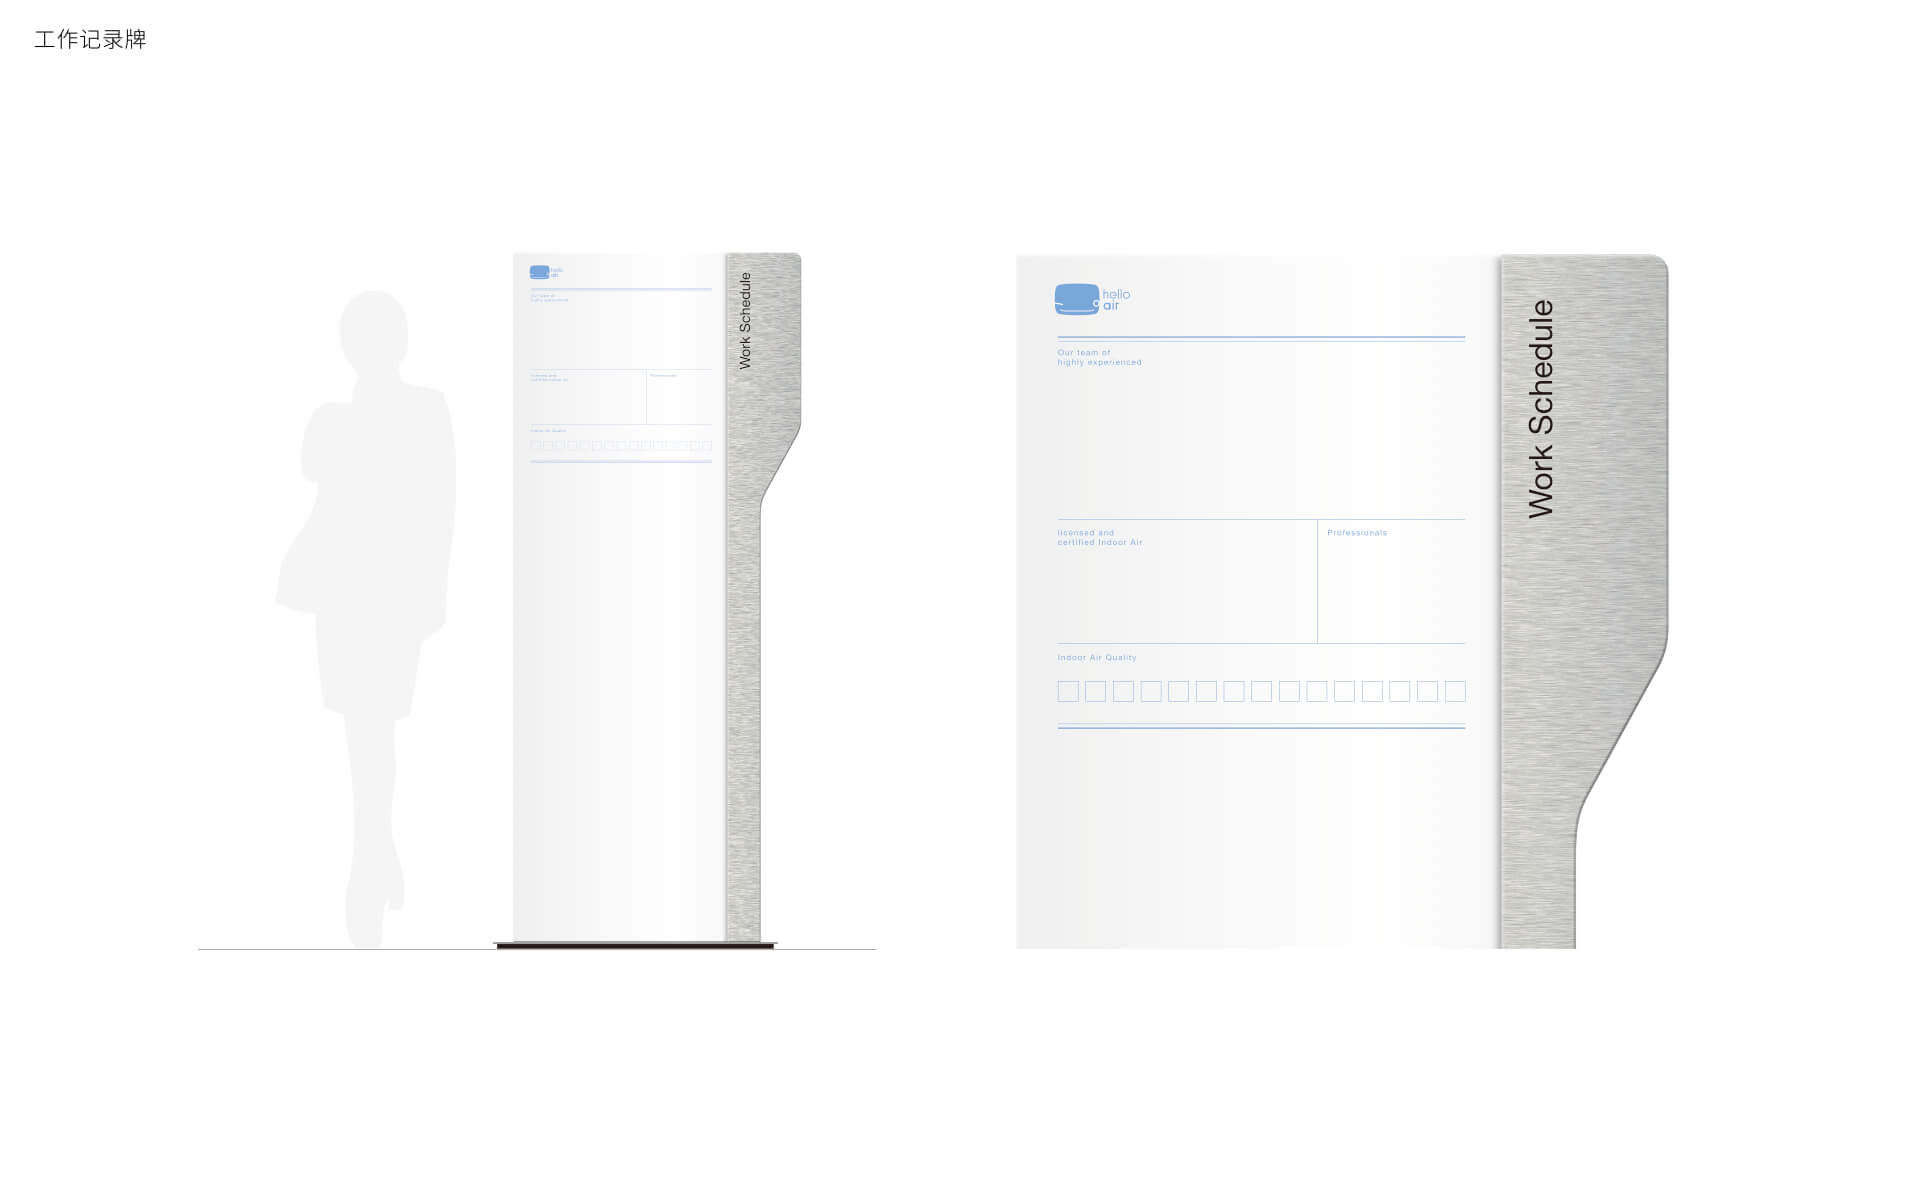 工作记录牌
hello
air
Our team of
highly experienced
licensed and
certified Indoor Air
Professionals
Indoor Air Quality
Work Schedule
hello
air
Our team of
highly experienced
licensed and
certified Indoor Air
Professionals
Indoor Air Quality
Work Schedule